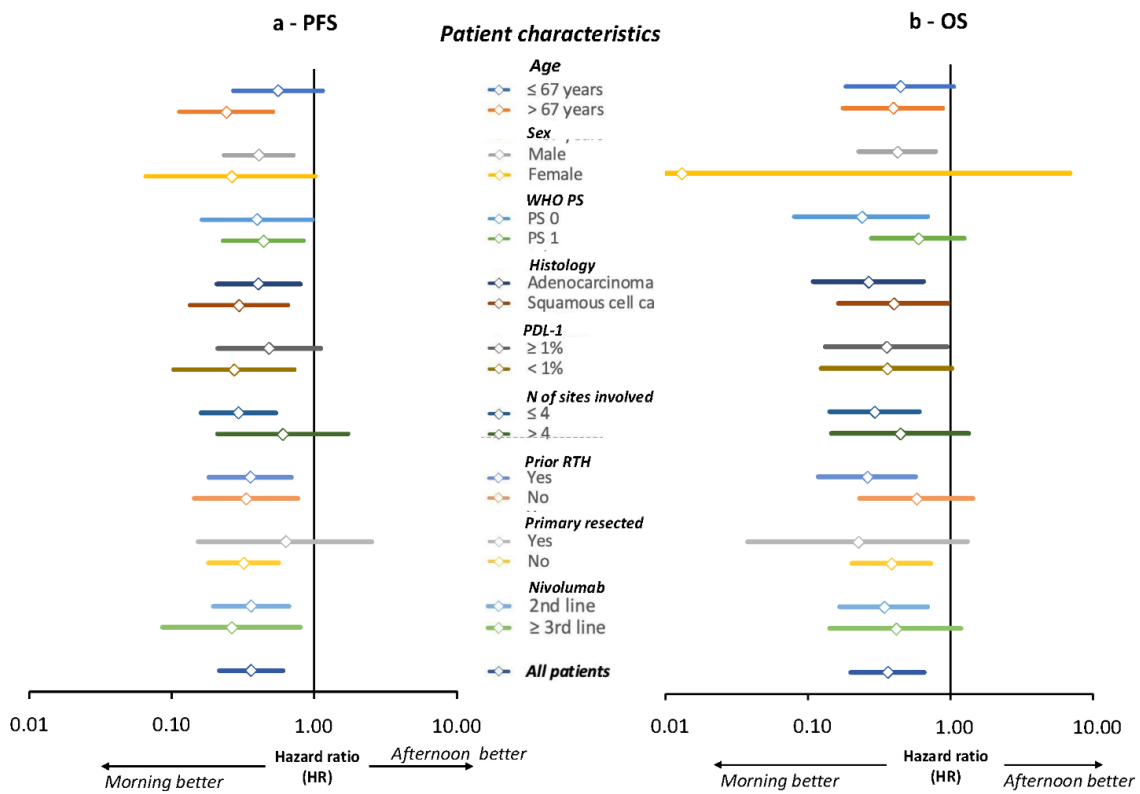 a - PFS
Patient characteristics
b - OS
Age
≤ 67 years
> 67 years
Sex
Male
Female
WHO PS
PS 0
PS 1
Histology
Adenocarcinoma
Squamous cell ca
PDL-1
≥ 1%
< 1%
N of sites involved
≤ 4
> 4
Prior RTH
Yes
No
Primary resected
Yes
No
Nivolumab
2nd line
≥ 3rd line
All patients
0.01 0.10 1.00 10.00
0.01 0.10 1.00 10.00
Morning better
Hazard ratio
(HR)
Afternoon better
Morning better
Hazard ratio
(HR)
Afternoon better